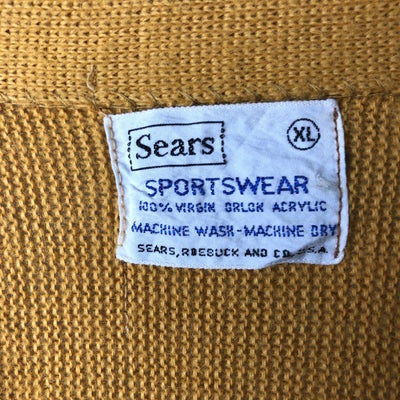 Sears
XL
SPORTSWEAR
100% VIRGIN ORLON ACRYLIC
MACHINE WASH-MACHINE DRY
SEARS, ROEBUCK AND CO. U.S.A.